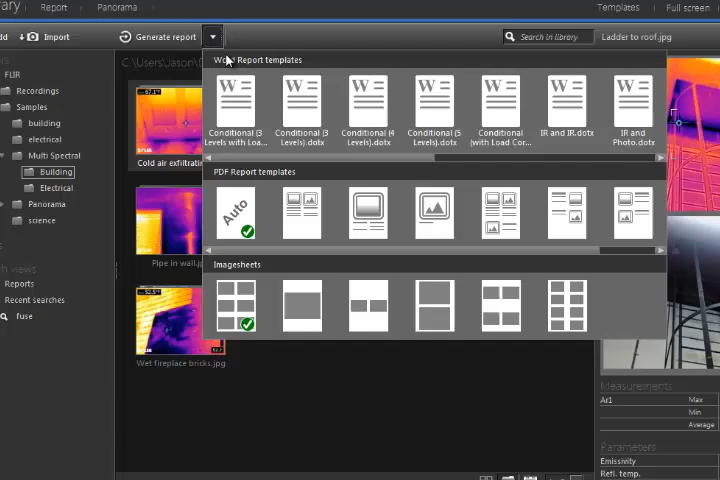 Report
Panorama
Templates
Full screen
Import
Generate report
Search in library
Ladder to roof.jpg
FLIR
Recordings
Samples
building
electrical
Multi Spectral
Building
Electrical
Panorama
science
Reports
Recent searches
fuse
C:\Users\Jason\
Word Report templates
Conditional (3
Levels with Loa...
Conditional (3
Levels).dotx
Conditional (4
Levels).dotx
Conditional (5
Levels).dotx
Conditional
(with Load Cor...
IR and IR.dotx
IR and
Photo.dotx
PDF Report templates
Auto
Imagesheets
Cold air exfiltratio
Pipe in wall.j
Wet fireplace bricks.jpg
Measurements
Ar1
Max
Min
Average
Parameters
Emissivity
Refl. temp.